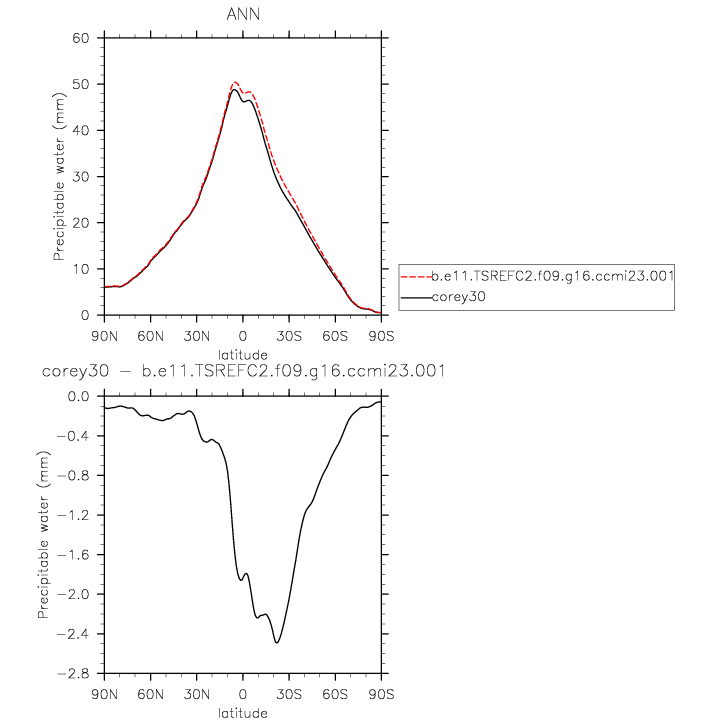 ANN
60
50
40
30
20
10
0
Precipitable water (mm)
90N 60N 30N 0 30S 60S 90S
latitude
b.e11.TSREFC2.f09.g16.ccmi23.001
corey30
corey30 − b.e11.TSREFC2.f09.g16.ccmi23.001
0.0
−0.4
−0.8
−1.2
−1.6
−2.0
−2.4
−2.8
Precipitable water (mm)
90N 60N 30N 0 30S 60S 90S
latitude